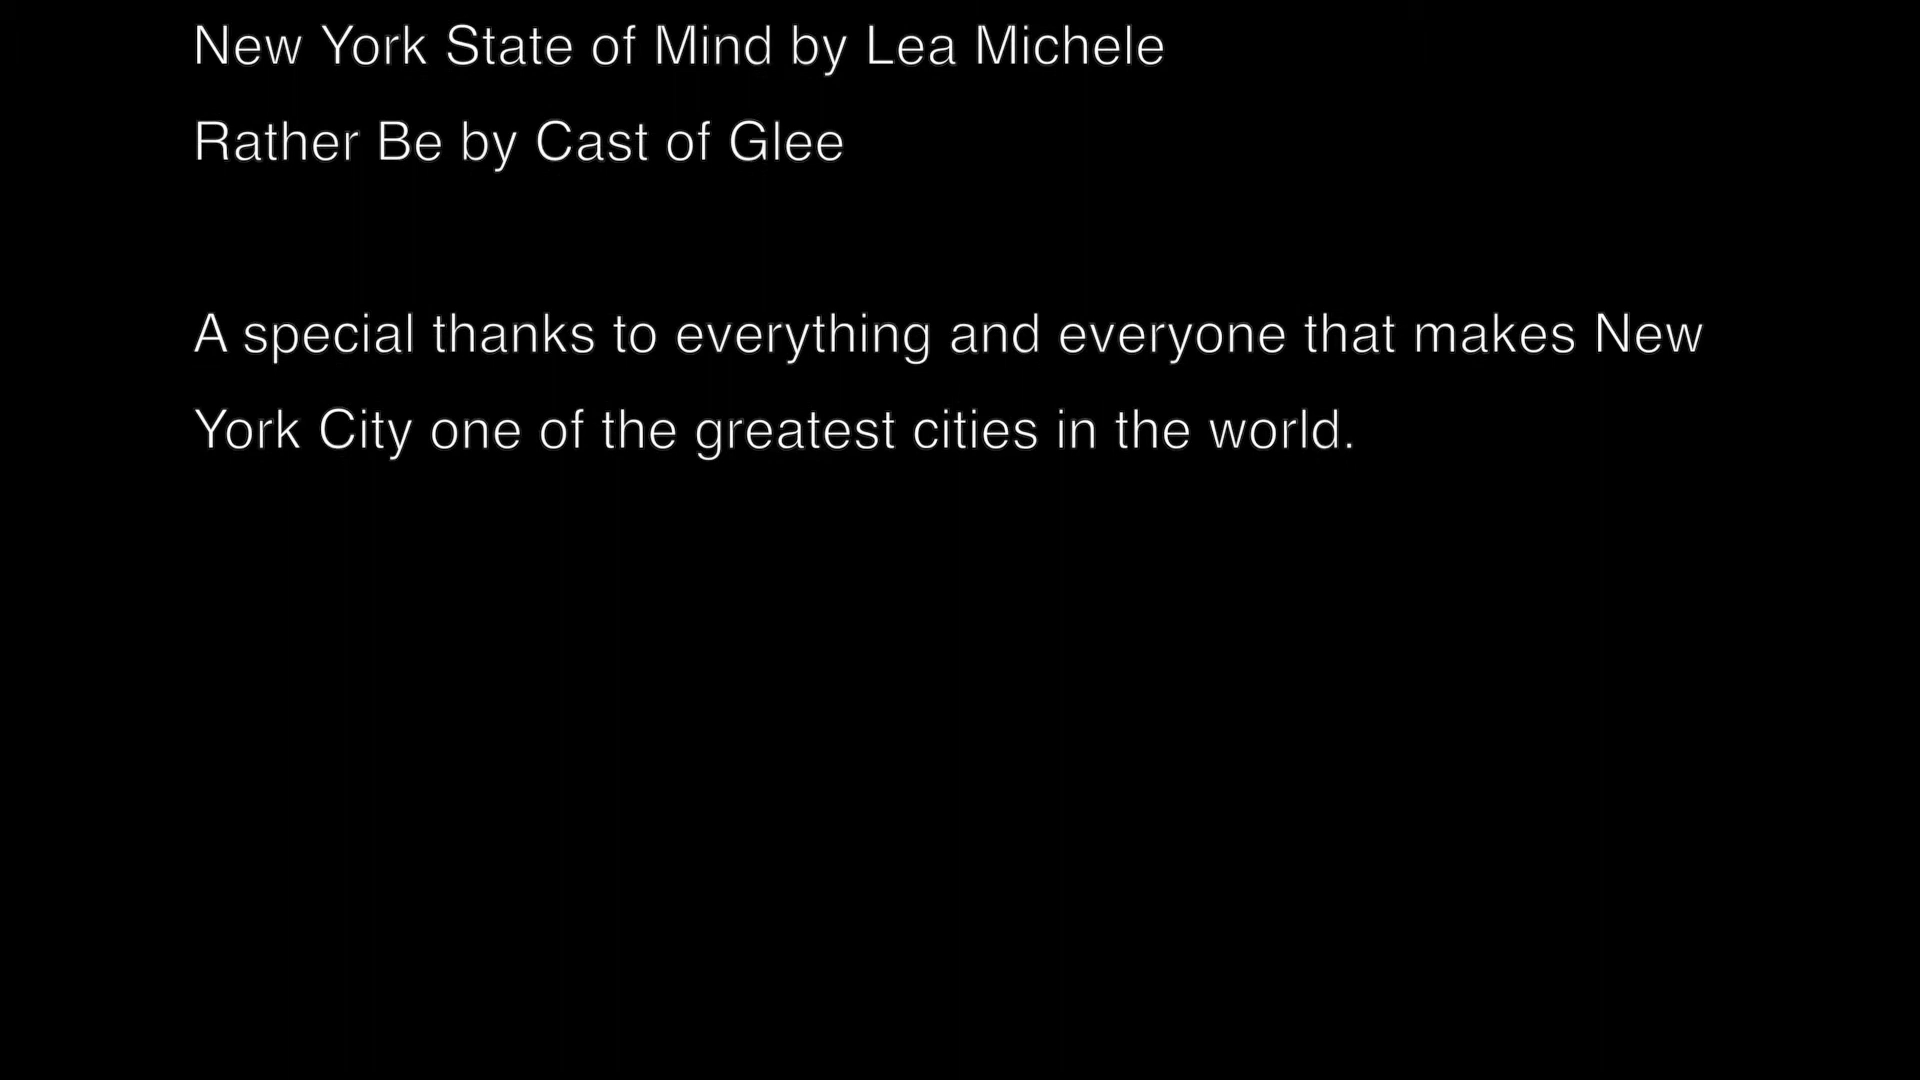 New York State of Mind by Lea Michele
Rather Be by Cast of Glee
A special thanks to everything and everyone that makes New
York City one of the greatest cities in the world.